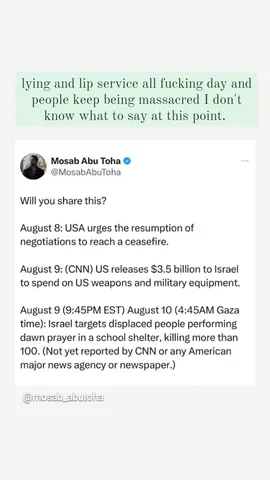 lying and lip service all fucking day and
people keep being massacred I don't
know what to say at this point.
Mosab Abu Toha
@MosabAbuToha
Will you share this?
August 8: USA urges the resumption of
negotiations to reach a ceasefire.
August 9: (CNN) US releases $3.5 billion to Israel
to spend on US weapons and military equipment.
August 9 (9:45PM EST) August 10 (4:45AM Gaza
time): Israel targets displaced people performing
dawn prayer in a school shelter, killing more than
100. (Not yet reported by CNN or any American
major news agency or newspaper.)
@mosab_abutoha